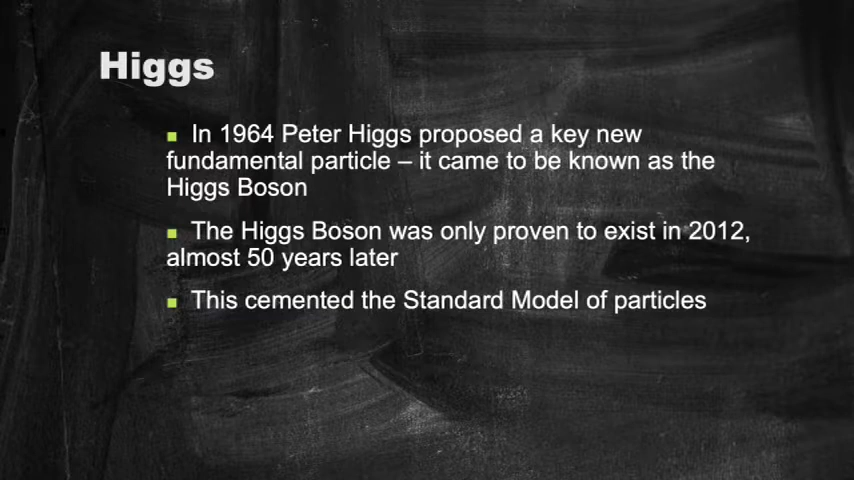 Higgs
▪ In 1964 Peter Higgs proposed a key new
fundamental particle – it came to be known as the
Higgs Boson
▪ The Higgs Boson was only proven to exist in 2012,
almost 50 years later
▪ This cemented the Standard Model of particles